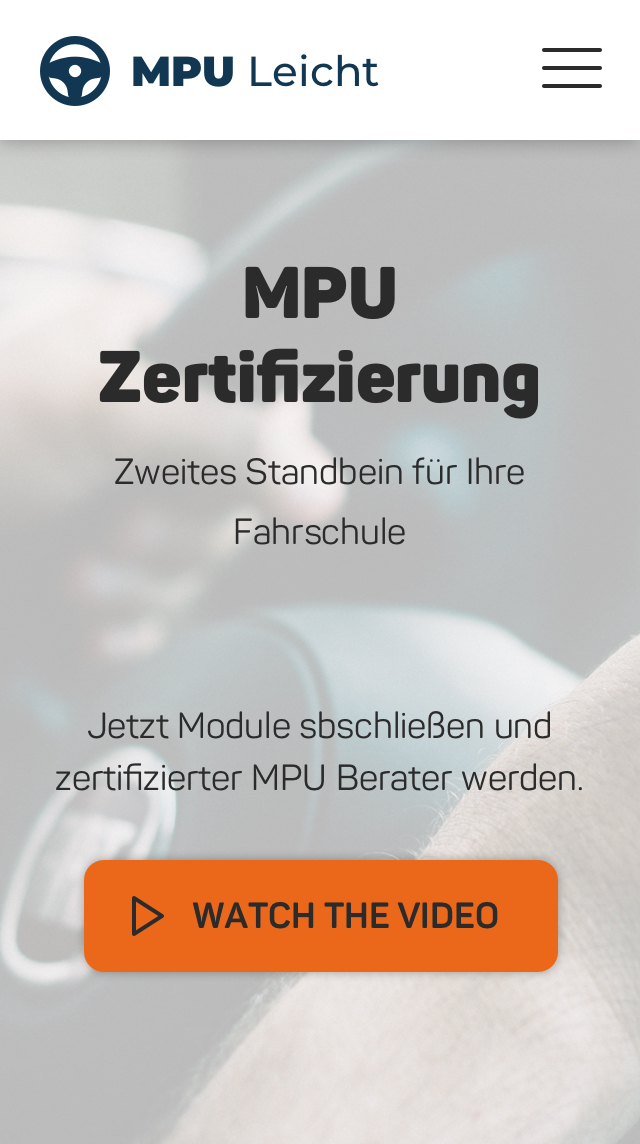 MPU Leicht
MPU
Zertifizierung
Zweites Standbein für Ihre
Fahrschule
Jetzt Module sbschließen und
zertifizierter MPU Berater werden.
WATCH THE VIDEO